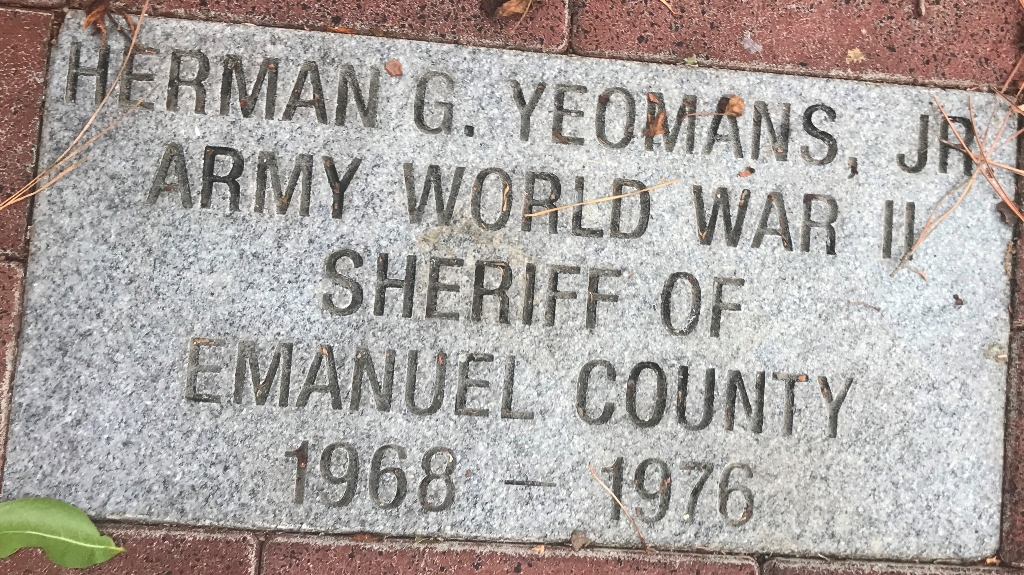 HERMAN G. YEOMANS, JR
ARMY WORLD WAR II
SHERIFF OF
EMANUEL COUNTY
1968 – 1976